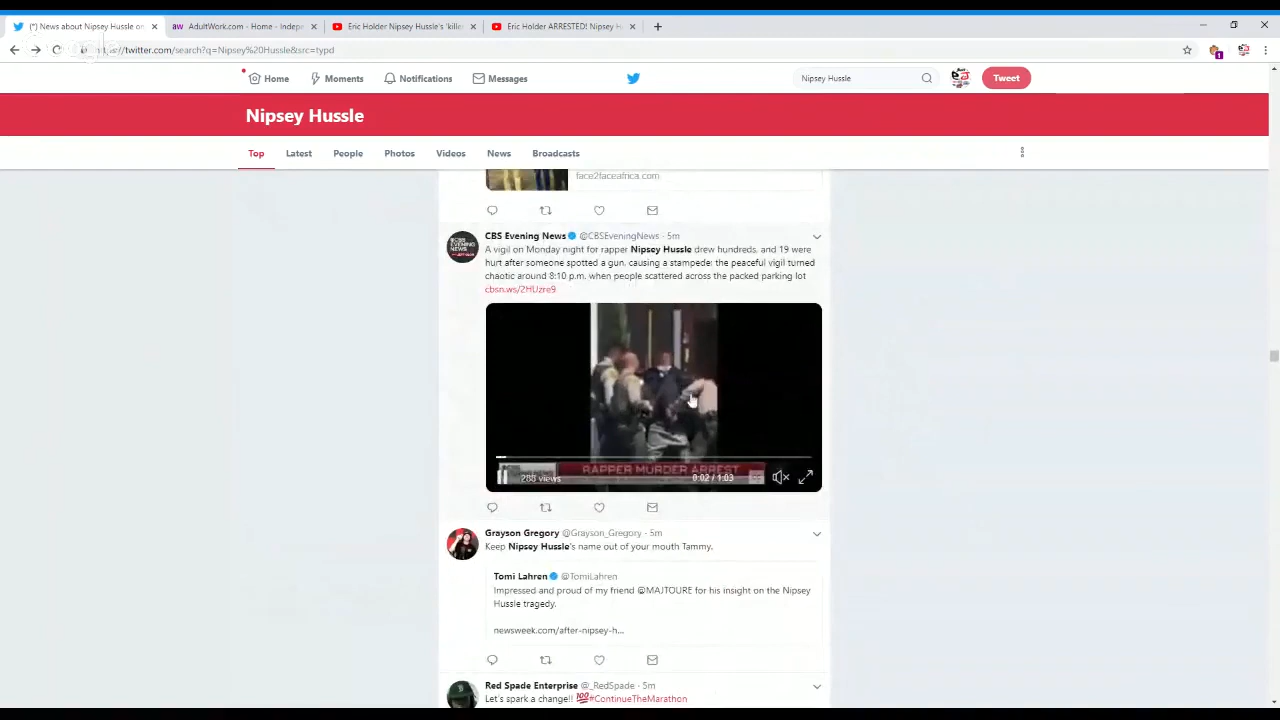 (*) News about Nipsey Hussle on
AdultWork.com - Home - Indepe
Eric Holder Nipsey Hussle's 'killer
Eric Holder ARRESTED! Nipsey H
twitter.com/search?q=Nipsey%20Hussle&src=typd
1
Home
Moments
Notifications
Messages
Nipsey Hussle
Tweet
Nipsey Hussle
Top
Latest
People
Photos
Videos
News
Broadcasts
face2faceafrica.com
CBS Evening News @CBSEveningNews · 5m
A vigil on Monday night for rapper Nipsey Hussle drew hundreds, and 19 were
hurt after someone spotted a gun, causing a stampede: the peaceful vigil turned
chaotic around 8:10 p.m. when people scattered across the packed parking lot
cbsn.ws/2HUzre9
RAPPER MURDER ARREST
288 views
0:02 / 1:03
Grayson Gregory @Grayson_Gregory · 5m
Keep Nipsey Hussle's name out of your mouth Tammy.
Tomi Lahren @TomiLahren
Impressed and proud of my friend @MAJTOURE for his insight on the Nipsey
Hussle tragedy.
newsweek.com/after-nipsey-h...
Red Spade Enterprise @_RedSpade · 5m
Let's spark a change!! 💯#ContinueTheMarathon